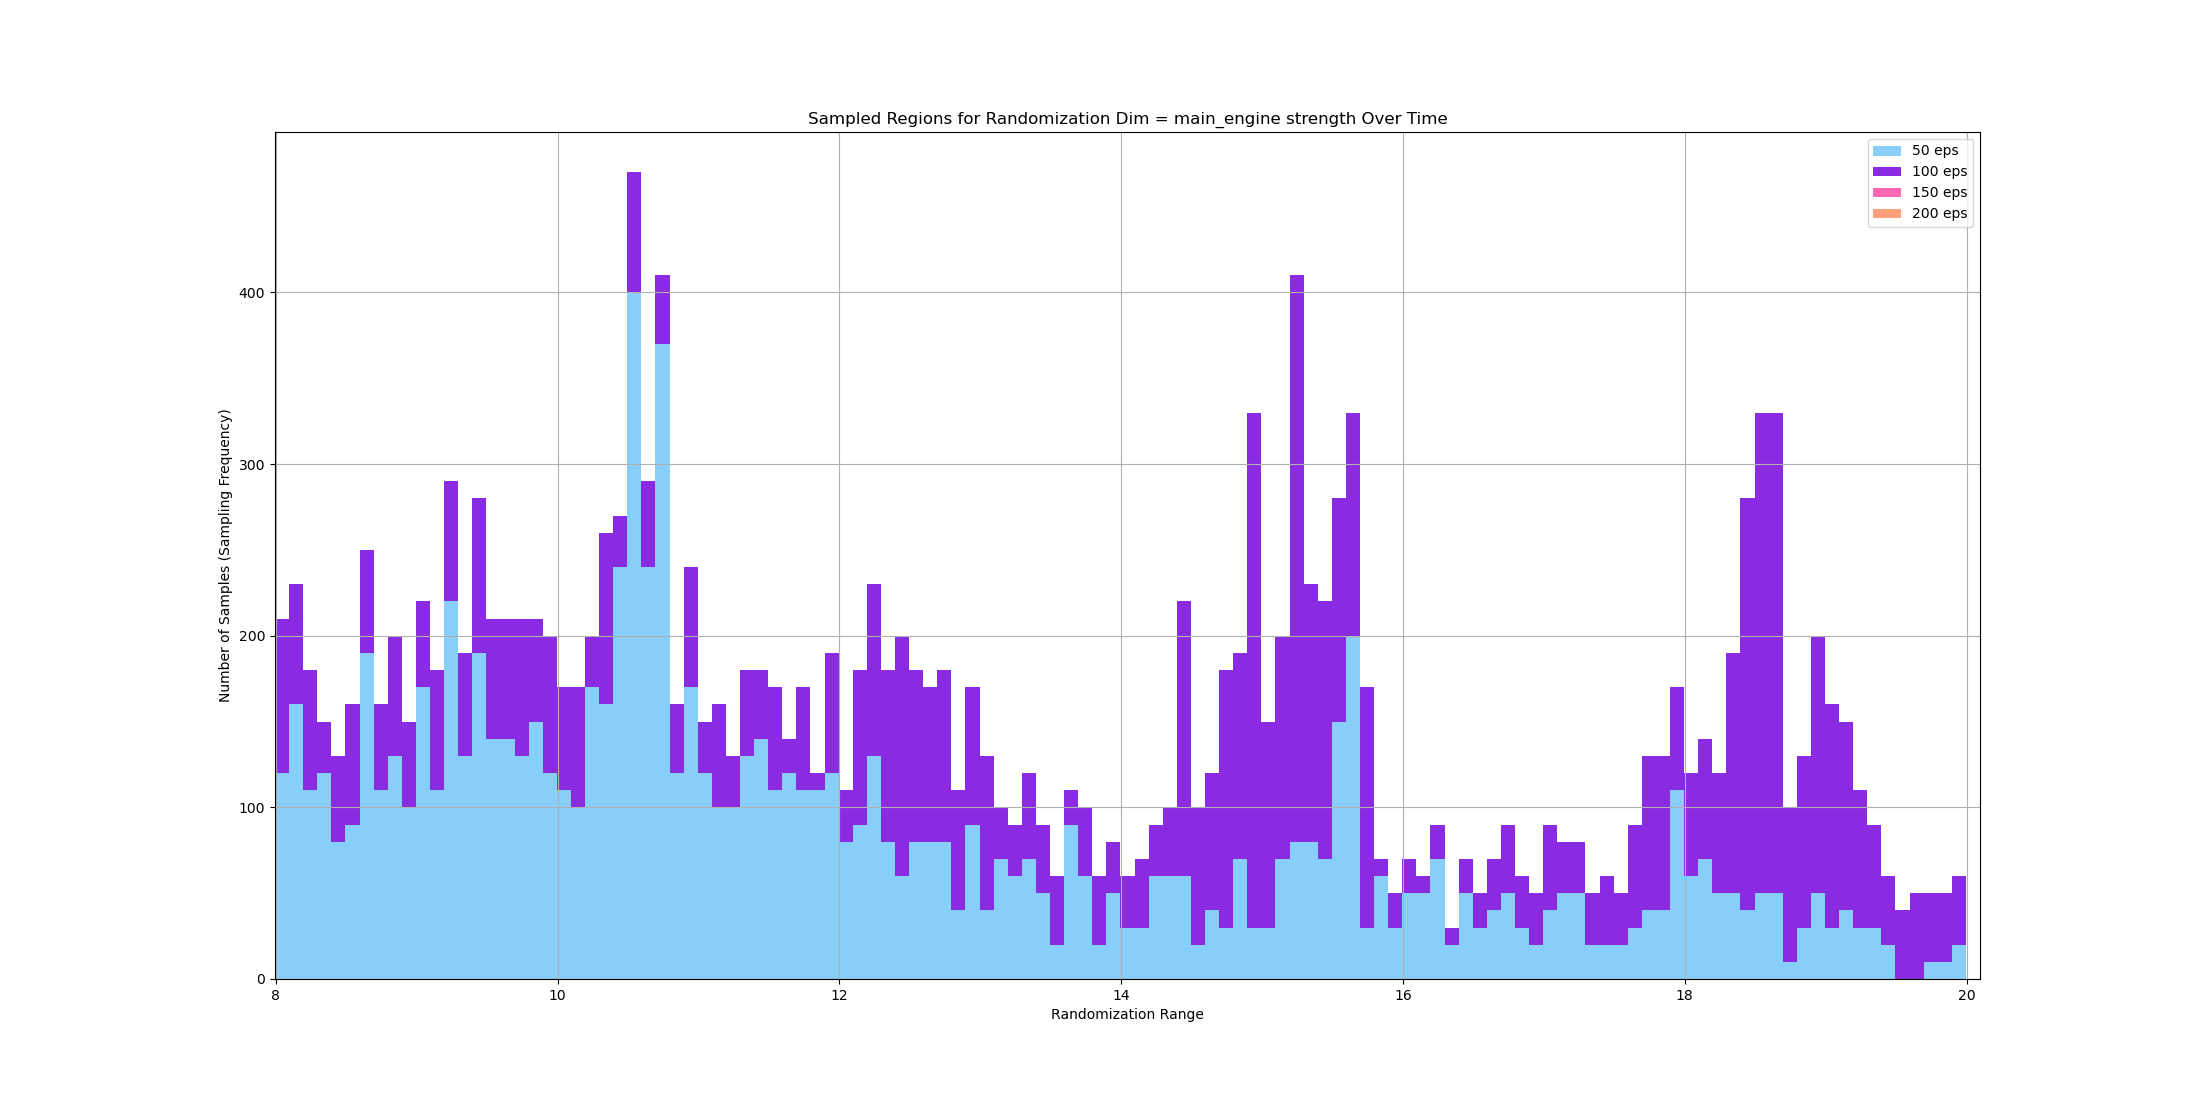 Sampled Regions for Randomization Dim = main_engine strength Over Time
50 eps
100 eps
150 eps
200 eps
Number of Samples (Sampling Frequency)
400
300
200
100
0
8
10
12
14
16
18
20
Randomization Range